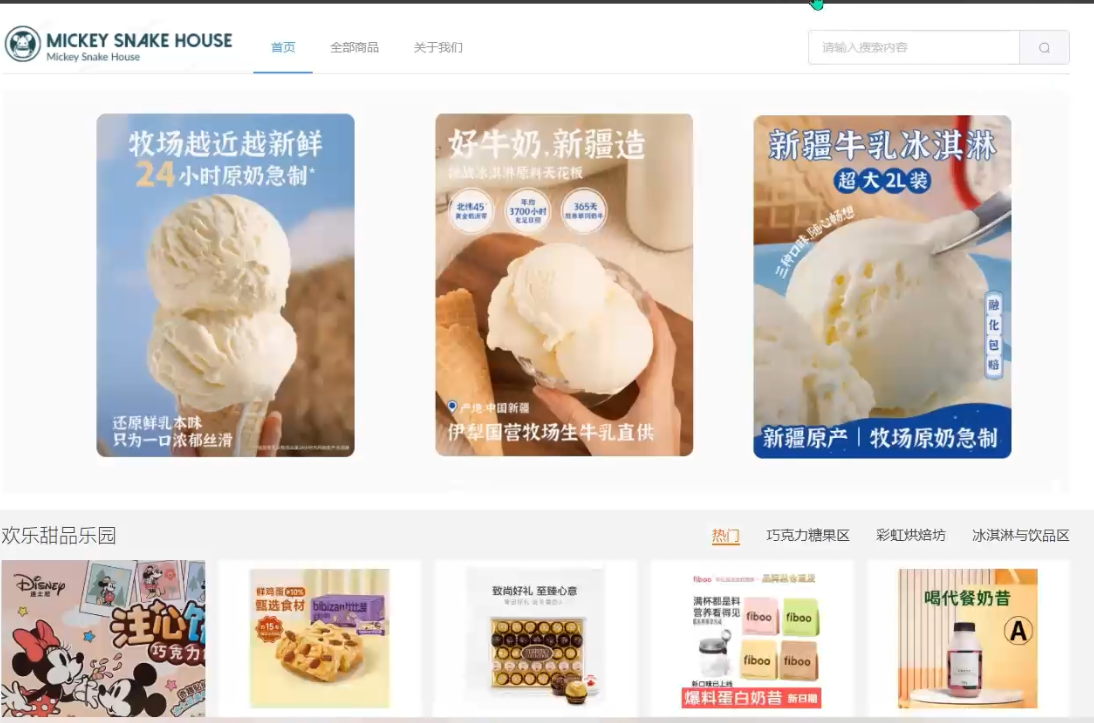 MICKEY SNAKE HOUSE
Mickey Snake House
首页
全部商品
关于我们
请输入搜索内容
牧场越近越新鲜
24小时原奶急制*
还原鲜乳本味
只为一口浓郁丝滑
好牛奶,新疆造
挑战冰淇淋原料天花板
北纬45°
黄金奶源带
年均
3700小时
充足日照
365天
产地:中国新疆
伊犁国营牧场生牛乳直供
新疆牛乳冰淇淋
超大2L装
三种口味,随心畅想
融化包赔
新疆原产|牧场原奶急制
欢乐甜品乐园
热门
巧克力糖果区
彩虹烘焙坊
冰淇淋与饮品区
Disney
迪士尼
注心饼
巧克力
鲜鸡蛋×10%
甄选食材
约15
bibizan
致尚好礼 至臻心意
FERRERO
fiboo
满杯都是料
营养看得见
fiboo
fiboo
fiboo
fiboo
新口味已上线
爆料蛋白奶昔 新日期
喝代餐奶昔
A